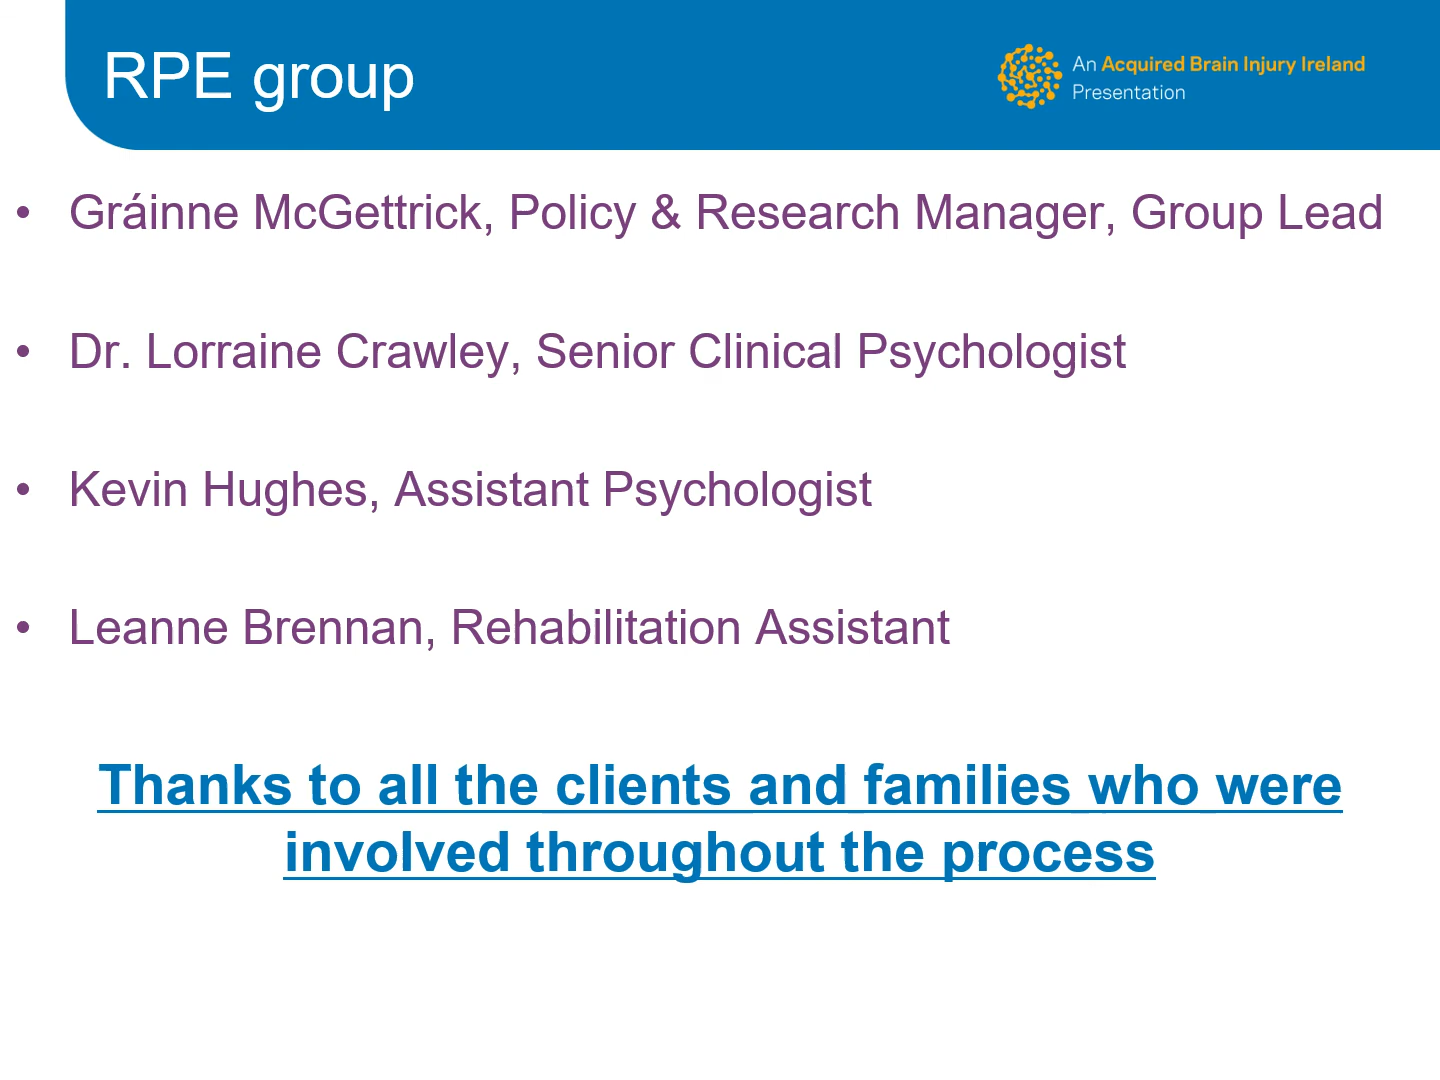 RPE group
An Acquired Brain Injury Ireland
Presentation
• Gráinne McGettrick, Policy & Research Manager, Group Lead
• Dr. Lorraine Crawley, Senior Clinical Psychologist
• Kevin Hughes, Assistant Psychologist
• Leanne Brennan, Rehabilitation Assistant
Thanks to all the clients and families who were
involved throughout the process